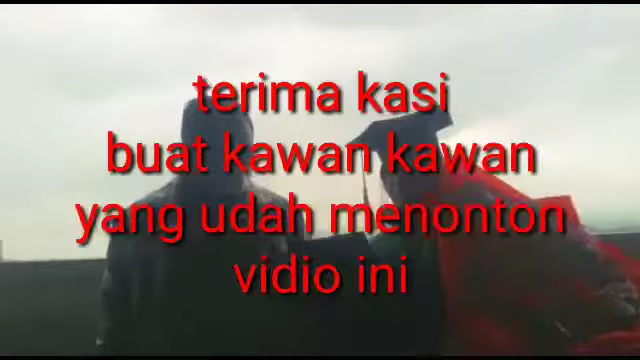 terima kasi
buat kawan kawan
yang udah menonton
vidio ini